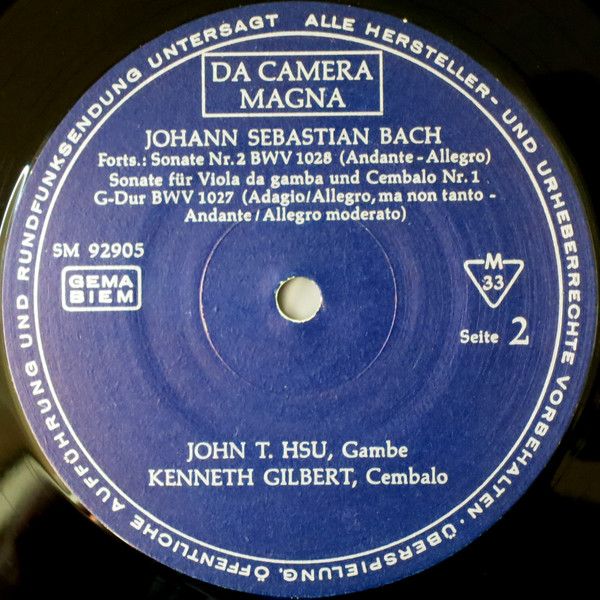 DA CAMERA
MAGNA
JOHANN SEBASTIAN BACH
Forts.: Sonate Nr. 2 BWV 1028 (Andante - Allegro)
Sonate für Viola da gamba und Cembalo Nr. 1
G-Dur BWV 1027 (Adagio/Allegro, ma non tanto -
Andante / Allegro moderato)
SM 92905
GEMA
BIEM
M
33
Seite 2
JOHN T. HSU, Gambe
KENNETH GILBERT, Cembalo
ALLE HERSTELLER- UND URHEBERRECHTE VORBEHALTEN · ÜBERSPIELUNG, ÖFFENTLICHE AUFFÜHRUNG UND RUNDFUNKSENDUNG UNTERSAGT